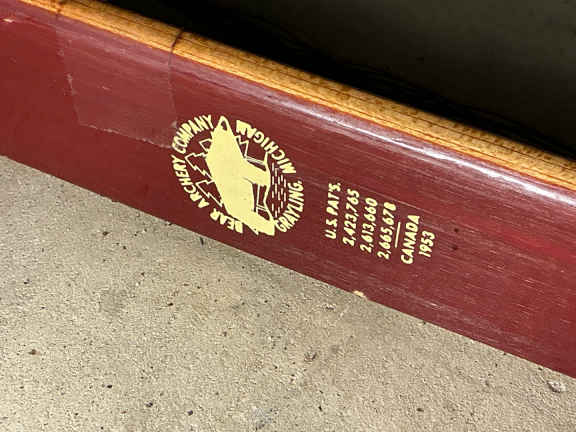 BEAR ARCHERY COMPANY
GRAYLING, MICHIGAN
U.S. PAT'S.
2,423,765
2,613,660
2,665,678
CANADA
1953